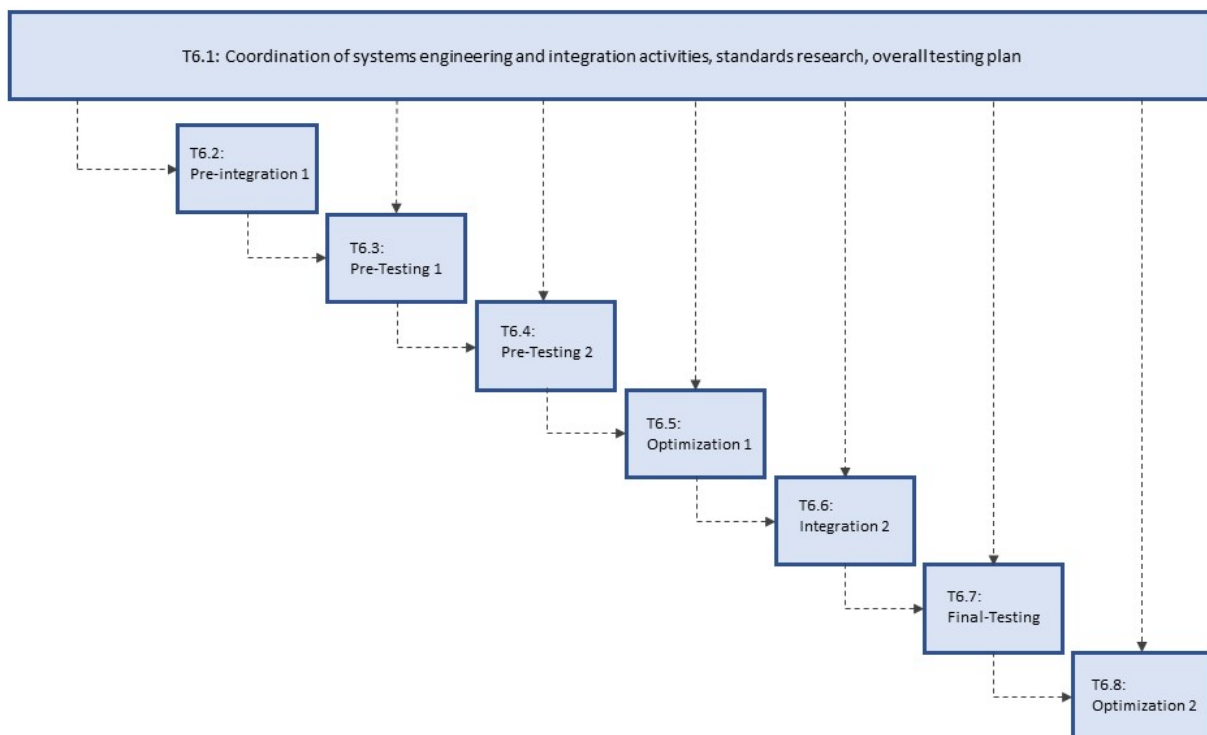 T6.1: Coordination of systems engineering and integration activities, standards research, overall testing plan
T6.2:
Pre-integration 1
T6.3:
Pre-Testing 1
T6.4:
Pre-Testing 2
T6.5:
Optimization 1
T6.6:
Integration 2
T6.7:
Final-Testing
T6.8:
Optimization 2